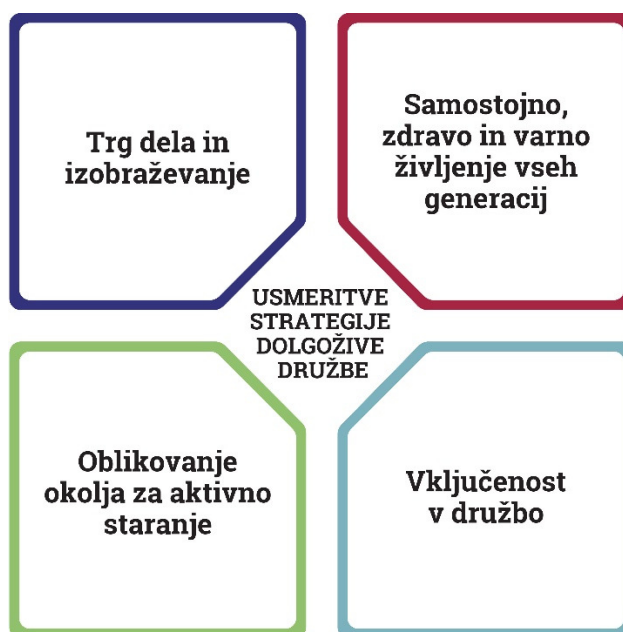 Trg dela in
izobraževanje
Samostojno,
zdravo in varno
življenje vseh
generacij
USMERITVE
STRATEGIJE
DOLGOŽIVE
DRUŽBE
Oblikovanje
okolja za aktivno
staranje
Vključenost
v družbo